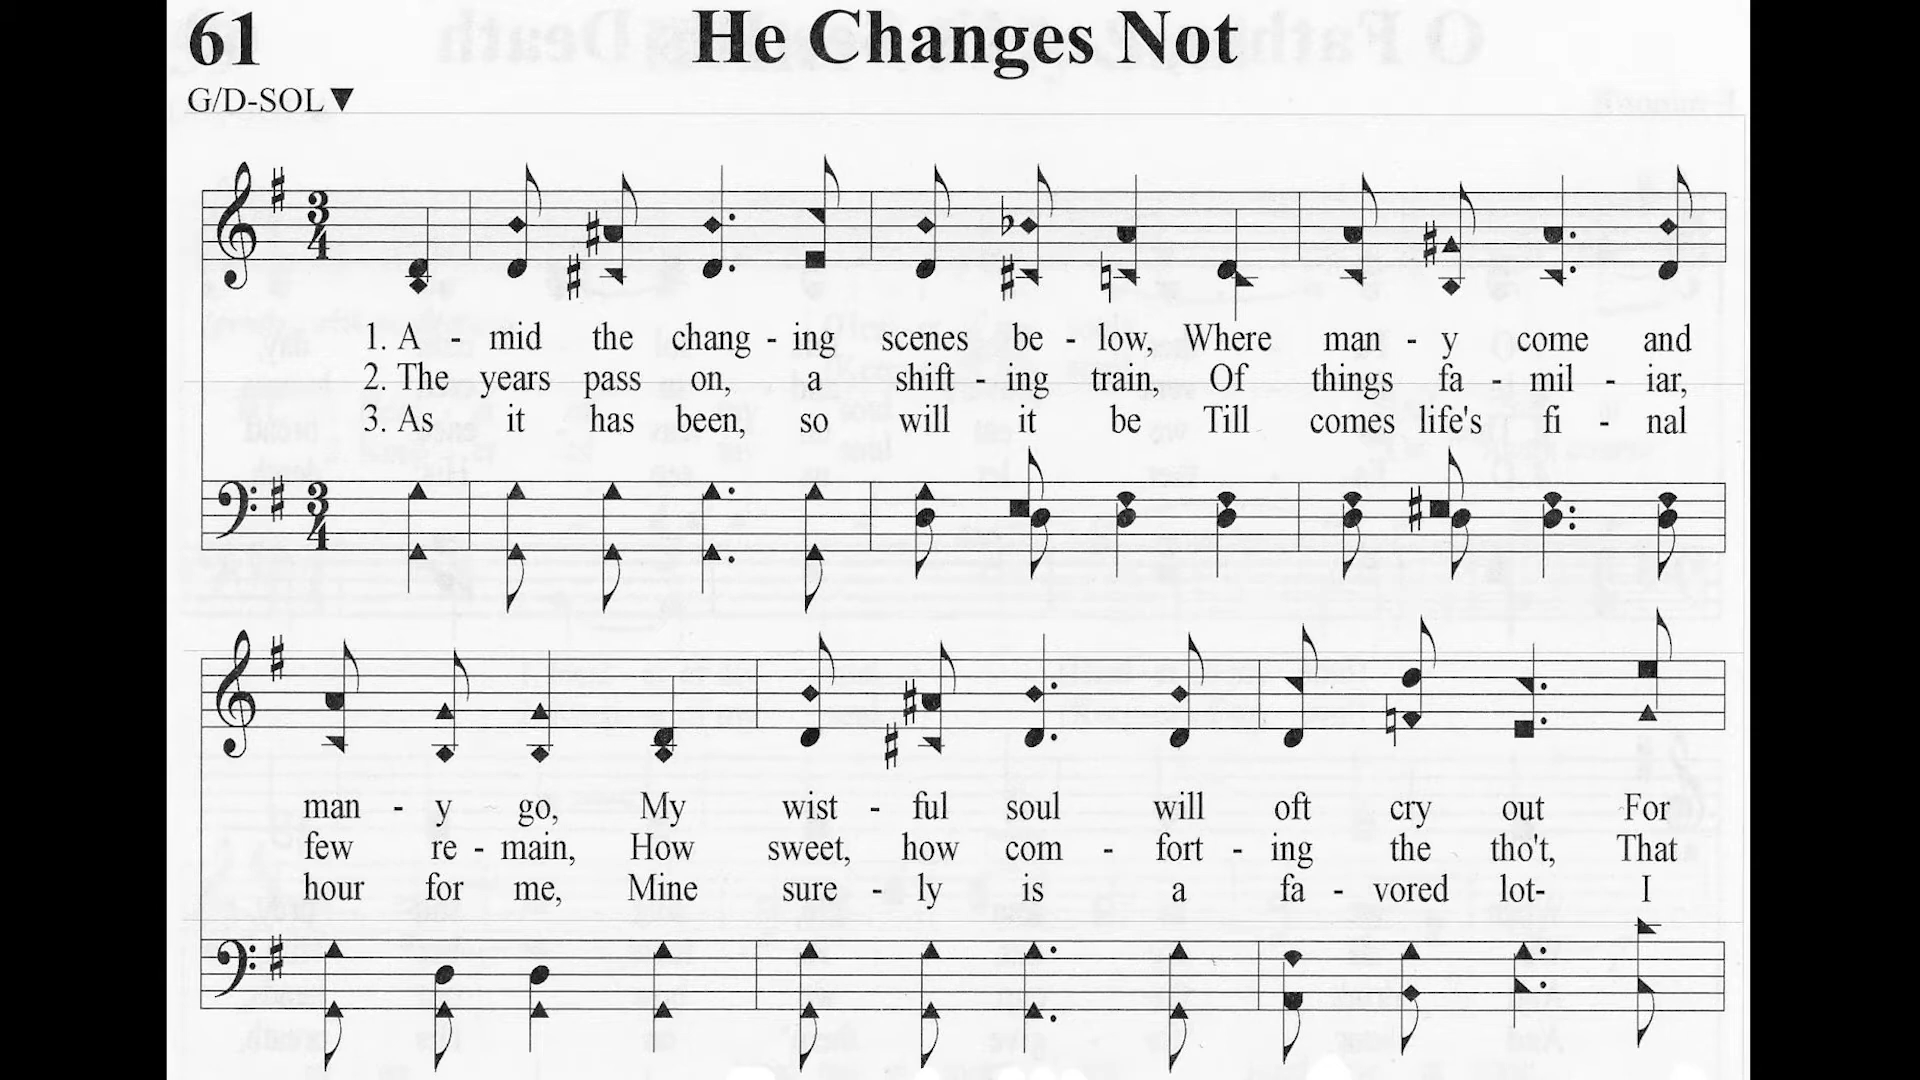 61 He Changes Not
G/D-SOL▼
3
4
1. A - mid the chang - ing scenes be - low, Where man - y come and
2. The years pass on, a shift - ing train, Of things fa - mil - iar,
3. As it has been, so will it be Till comes life's fi - nal
3
4
man - y go, My wist - ful soul will oft cry out For
few re - main, How sweet, how com - fort - ing the tho't, That
hour for me, Mine sure - ly is a fa - vored lot- I